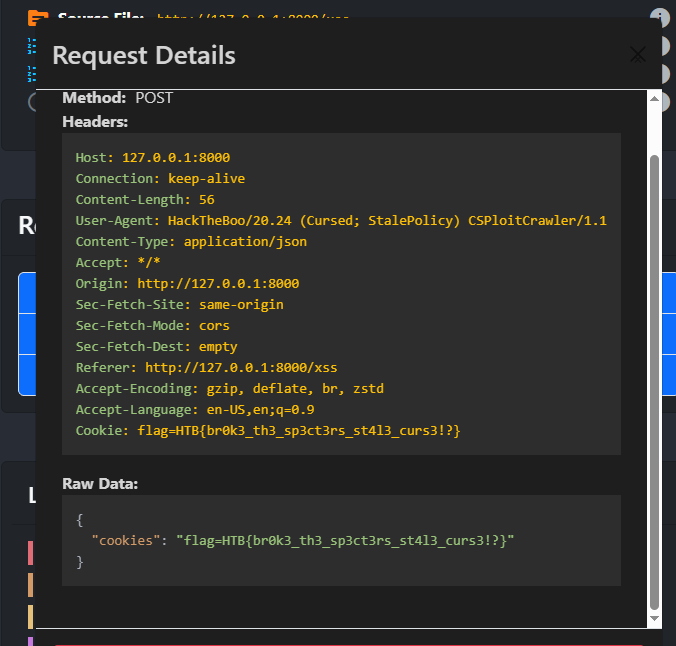 Source File: http://127.0.0.1:8000/xss
Request Details
Method: POST
Headers:
Host: 127.0.0.1:8000
Connection: keep-alive
Content-Length: 56
User-Agent: HackTheBoo/20.24 (Cursed; StalePolicy) CSPloitCrawler/1.1
Content-Type: application/json
Accept: */*
Origin: http://127.0.0.1:8000
Sec-Fetch-Site: same-origin
Sec-Fetch-Mode: cors
Sec-Fetch-Dest: empty
Referer: http://127.0.0.1:8000/xss
Accept-Encoding: gzip, deflate, br, zstd
Accept-Language: en-US,en;q=0.9
Cookie: flag=HTB{br0k3_th3_sp3ct3rs_st4l3_curs3!?}
Raw Data:
{
"cookies": "flag=HTB{br0k3_th3_sp3ct3rs_st4l3_curs3!?}"
}